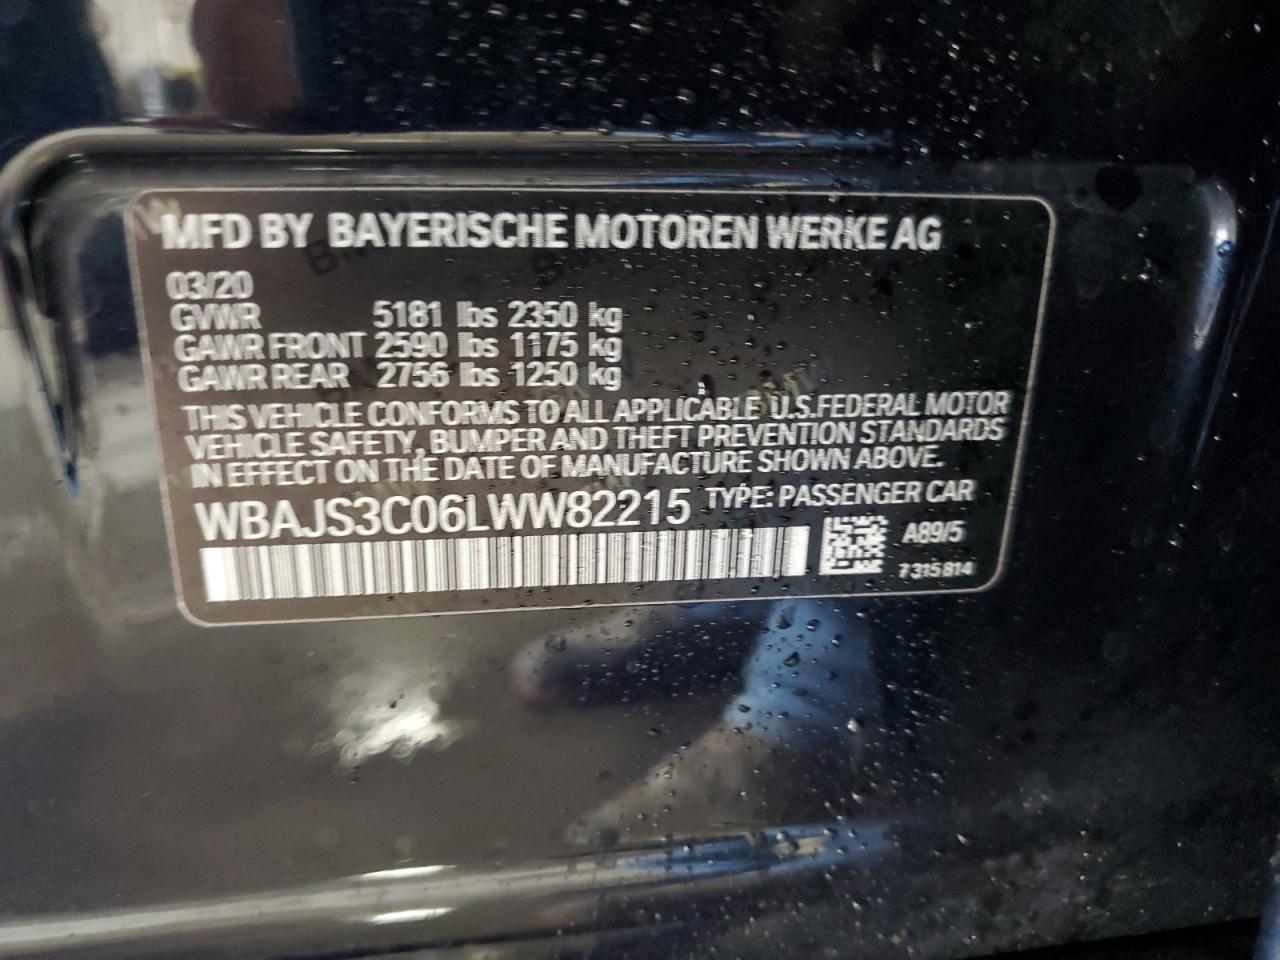 MFD BY BAYERISCHE MOTOREN WERKE AG
03/20
GVWR 5181 lbs 2350 kg
GAWR FRONT 2590 lbs 1175 kg
GAWR REAR 2756 lbs 1250 kg
THIS VEHICLE CONFORMS TO ALL APPLICABLE U.S.FEDERAL MOTOR
VEHICLE SAFETY, BUMPER AND THEFT PREVENTION STANDARDS
IN EFFECT ON THE DATE OF MANUFACTURE SHOWN ABOVE.
WBAJS3C06LWW82215 TYPE: PASSENGER CAR
A89/5
7315814